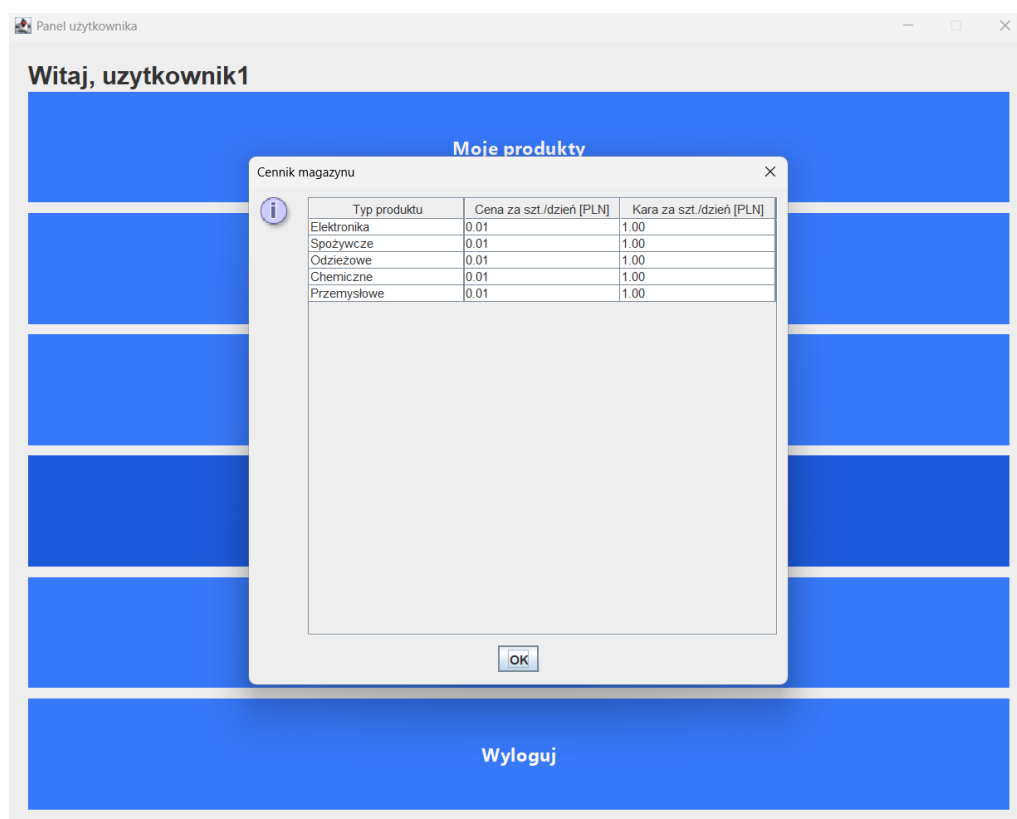 Panel użytkownika
Witaj, uzytkownik1
Moje produkty
Cennik magazynu
Typ produktu Cena za szt./dzień [PLN] Kara za szt./dzień [PLN]
Elektronika 0.01 1.00
Spożywcze 0.01 1.00
Odzieżowe 0.01 1.00
Chemiczne 0.01 1.00
Przemysłowe 0.01 1.00
OK
Wyloguj